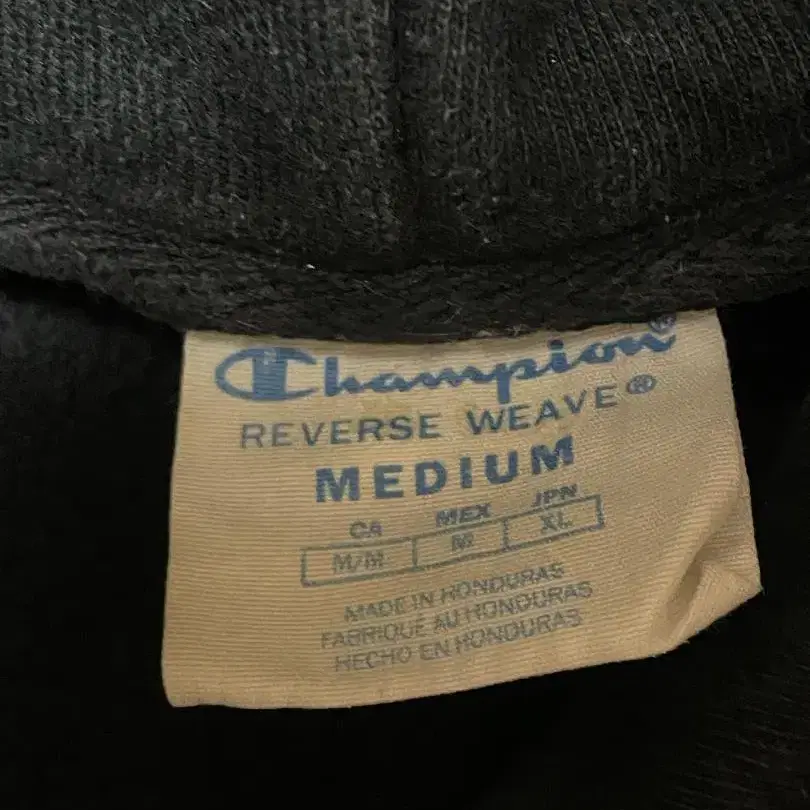 Champion®
REVERSE WEAVE®
MEDIUM
CA MEX JPN
M/M M XL
MADE IN HONDURAS
FABRIQUÉ AU HONDURAS
HECHO EN HONDURAS